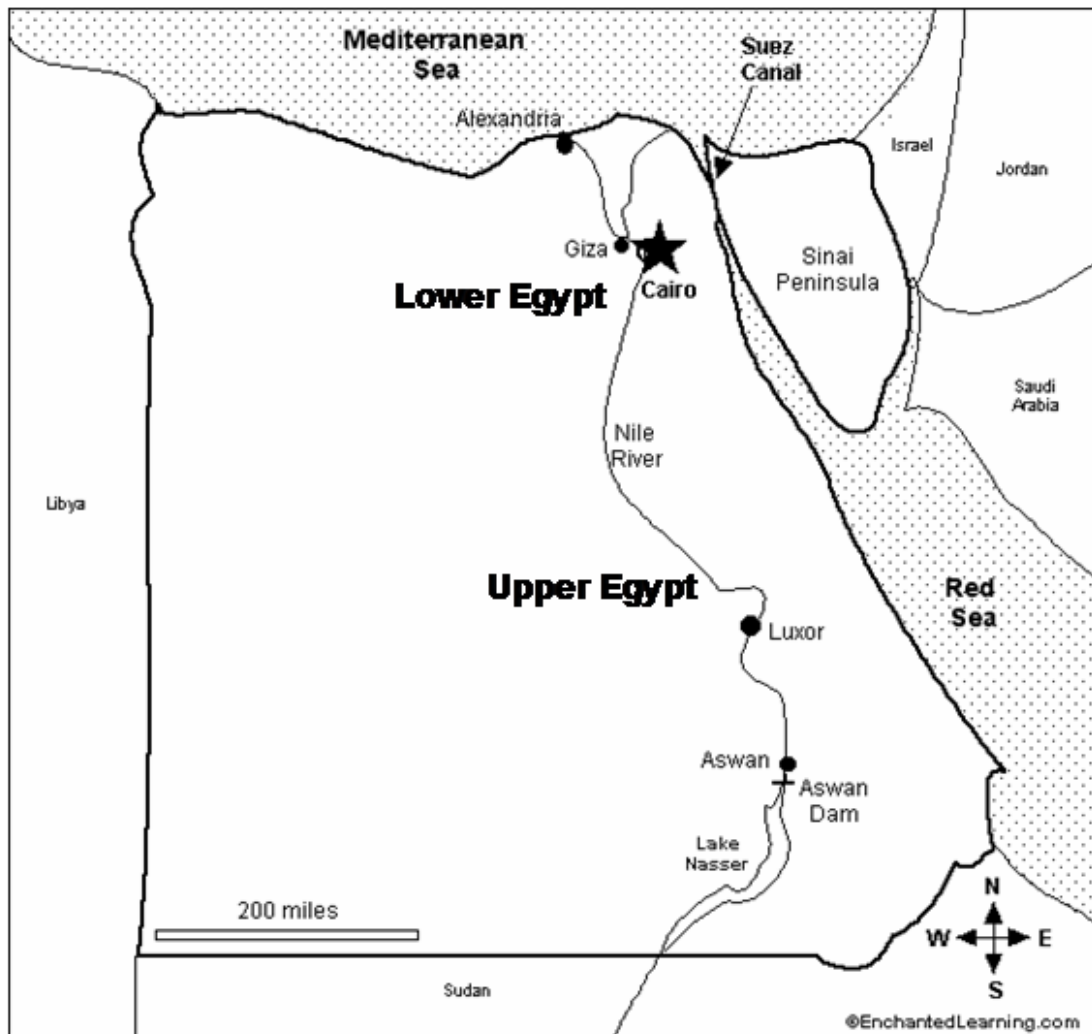 Mediterranean
Sea
Suez
Canal
Alexandria
Israel
Jordan
Giza
Cairo
Sinai
Peninsula
Lower Egypt
Saudi
Arabia
Nile
River
Libya
Upper Egypt
Red
Sea
Luxor
Aswan
Aswan
Dam
Lake
Nasser
200 miles
N
W E
S
Sudan
©EnchantedLearning.com